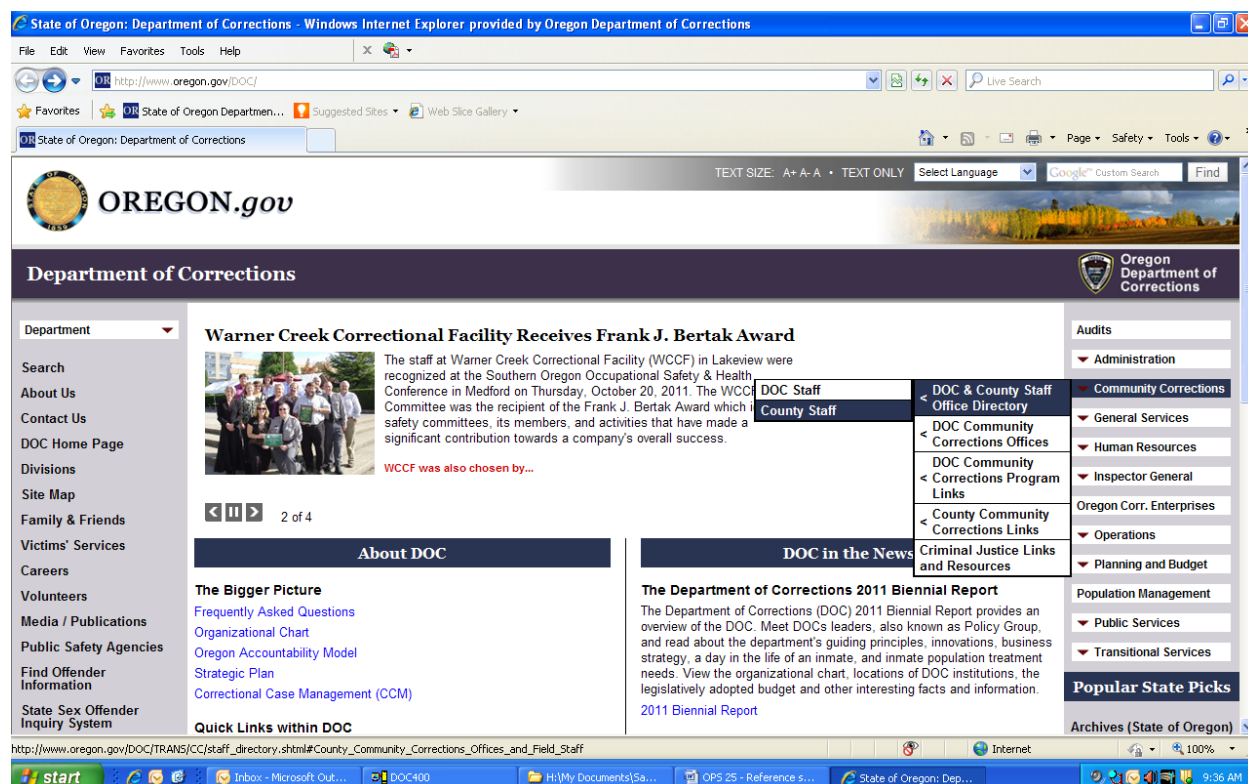 State of Oregon: Department of Corrections - Windows Internet Explorer provided by Oregon Department of Corrections
File Edit View Favorites Tools Help
http://www.oregon.gov/DOC/
Live Search
Favorites
State of Oregon Departmen...
Suggested Sites
Web Slice Gallery
State of Oregon: Department of Corrections
Page Safety Tools
TEXT SIZE: A+ A- A • TEXT ONLY
Select Language
Google™ Custom Search
Find
OREGON.gov
Department of Corrections
Oregon
Department of
Corrections
Department
Search
About Us
Contact Us
DOC Home Page
Divisions
Site Map
Family & Friends
Victims' Services
Careers
Volunteers
Media / Publications
Public Safety Agencies
Find Offender
Information
State Sex Offender
Inquiry System
Warner Creek Correctional Facility Receives Frank J. Bertak Award
The staff at Warner Creek Correctional Facility (WCCF) in Lakeview were
recognized at the Southern Oregon Occupational Safety & Health
Conference in Medford on Thursday, October 20, 2011. The WCCF
Committee was the recipient of the Frank J. Bertak Award which
safety committees, its members, and activities that have made a
significant contribution towards a company's overall success.
WCCF was also chosen by...
2 of 4
DOC Staff
County Staff
< DOC & County Staff
Office Directory
< DOC Community
Corrections Offices
DOC Community
< Corrections Program
Links
< County Community
Corrections Links
Criminal Justice Links
and Resources
About DOC
The Bigger Picture
Frequently Asked Questions
Organizational Chart
Oregon Accountability Model
Strategic Plan
Correctional Case Management (CCM)
Quick Links within DOC
DOC in the News
The Department of Corrections 2011 Biennial Report
The Department of Corrections (DOC) 2011 Biennial Report provides an
overview of the DOC. Meet DOCs leaders, also known as Policy Group,
and read about the department's guiding principles, innovations, business
strategy, a day in the life of an inmate, and inmate population treatment
needs. View the organizational chart, locations of DOC institutions, the
legislatively adopted budget and other interesting facts and information.
2011 Biennial Report
Audits
Administration
Community Corrections
General Services
Human Resources
Inspector General
Oregon Corr. Enterprises
Operations
Planning and Budget
Population Management
Public Services
Transitional Services
Popular State Picks
Archives (State of Oregon)
http://www.oregon.gov/DOC/TRANS/CC/staff_directory.shtml#County_Community_Corrections_Offices_and_Field_Staff
Internet
100%
start
Inbox - Microsoft Out...
DOC400
H:\My Documents\Sa...
OPS 25 - Reference s...
State of Oregon: Dep...
9:36 AM